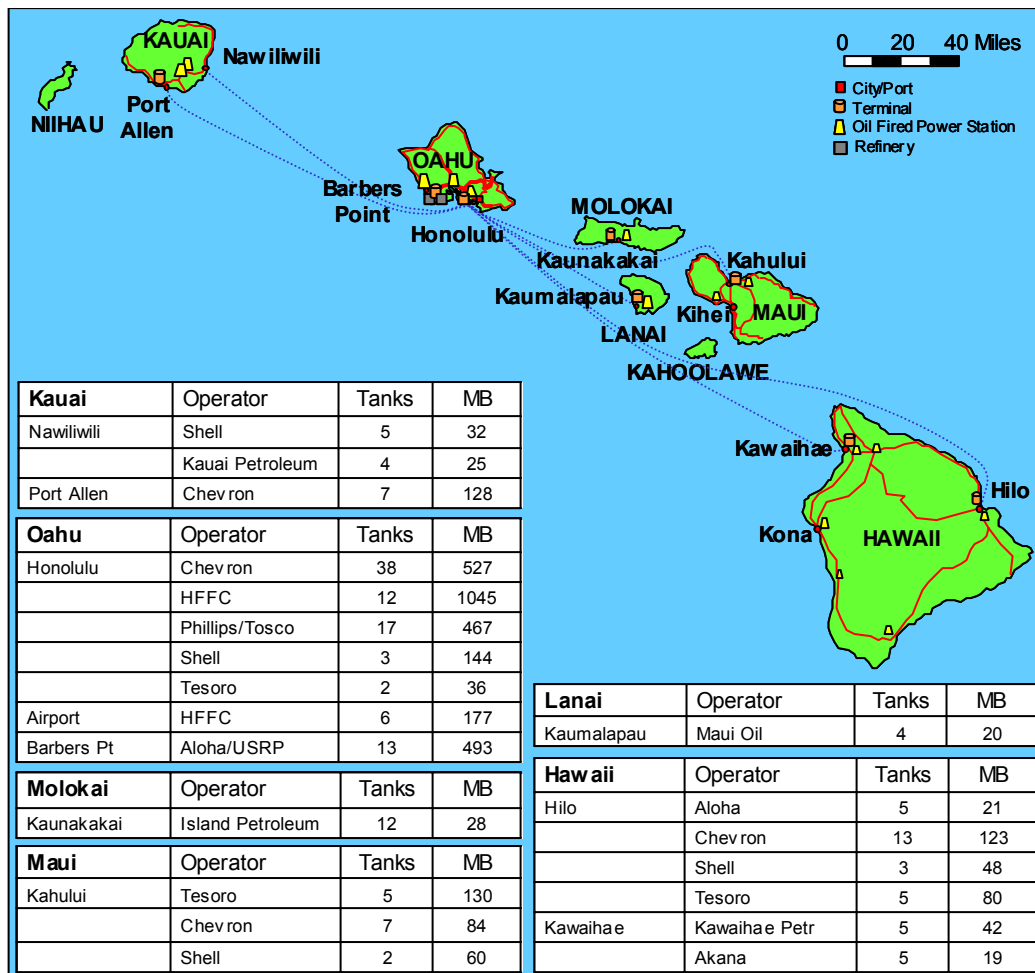 KAUAI
Nawiliwili
NIIHAU
Port
Allen
0 20 40 Miles
City/Port
Terminal
Oil Fired Power Station
Refinery
OAHU
Barbers
Point
Honolulu
MOLOKAI
Kaunakakai
Kahului
Kaumalapau
LANAI
Kihei
MAUI
KAHOOLAWE
Kawaihae
Hilo
Kona
HAWAII
Kauai Operator Tanks MB
Nawiliwili Shell 5 32
Kauai Petroleum 4 25
Port Allen Chevron 7 128
Oahu Operator Tanks MB
Honolulu Chevron 38 527
HFFC 12 1045
Phillips/Tosco 17 467
Shell 3 144
Tesoro 2 36
Airport HFFC 6 177
Barbers Pt Aloha/USRP 13 493
Molokai Operator Tanks MB
Kaunakakai Island Petroleum 12 28
Maui Operator Tanks MB
Kahului Tesoro 5 130
Chevron 7 84
Shell 2 60
Lanai Operator Tanks MB
Kaumalapau Maui Oil 4 20
Hawaii Operator Tanks MB
Hilo Aloha 5 21
Chevron 13 123
Shell 3 48
Tesoro 5 80
Kawaihae Kawaihae Petr 5 42
Akana 5 19